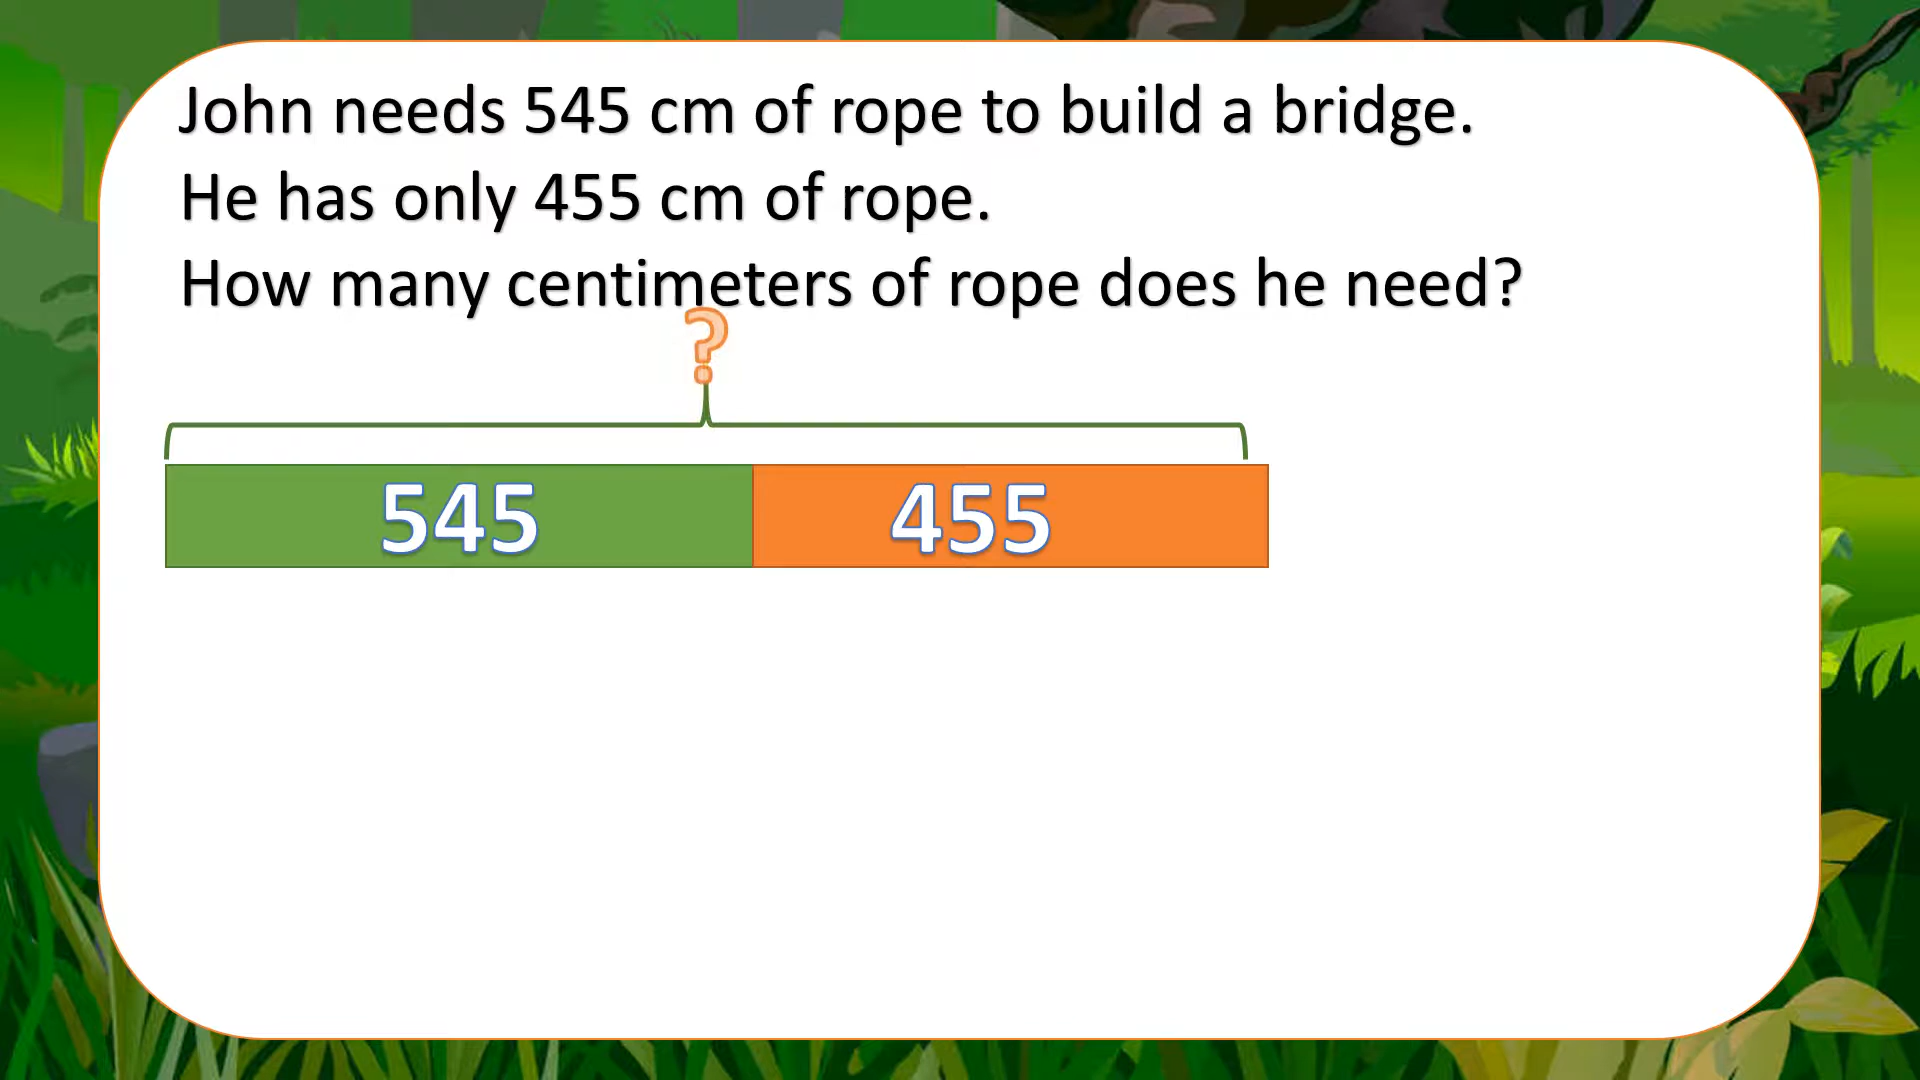 John needs 545 cm of rope to build a bridge.
He has only 455 cm of rope.
How many centimeters of rope does he need?
?
545 455